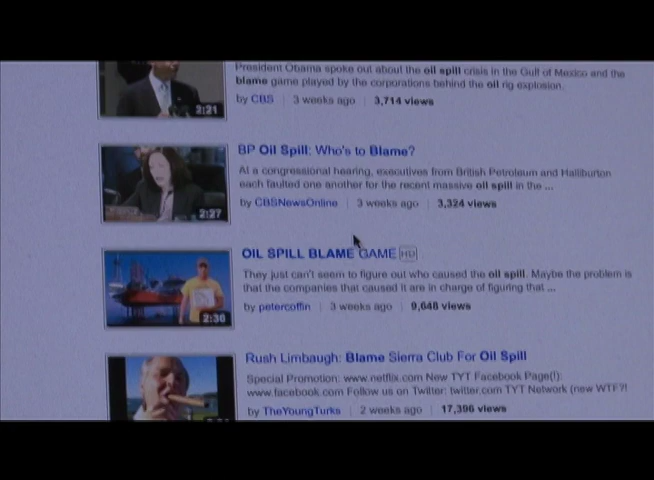 President Obama spoke out about the oil spill crisis in the Gulf of Mexico and the
blame game played by the corporations behind the oil rig explosion.
by CBS | 3 weeks ago | 3,714 views
2:21
BP Oil Spill: Who's to Blame?
At a congressional hearing, executives from British Petroleum and Halliburton
each faulted one another for the recent massive oil spill in the ...
by CBSNewsOnline | 3 weeks ago | 3,324 views
2:27
OIL SPILL BLAME GAME HD
They just can't seem to figure out who caused the oil spill. Maybe the problem is
that the companies that caused it are in charge of figuring that ...
by petercoffin | 3 weeks ago | 9,648 views
2:36
Rush Limbaugh: Blame Sierra Club For Oil Spill
Special Promotion: www.netflix.com New TYT Facebook Page(!):
www.facebook.com Follow us on Twitter: twitter.com TYT Network (new WTF?!
by TheYoungTurks | 2 weeks ago | 17,396 views